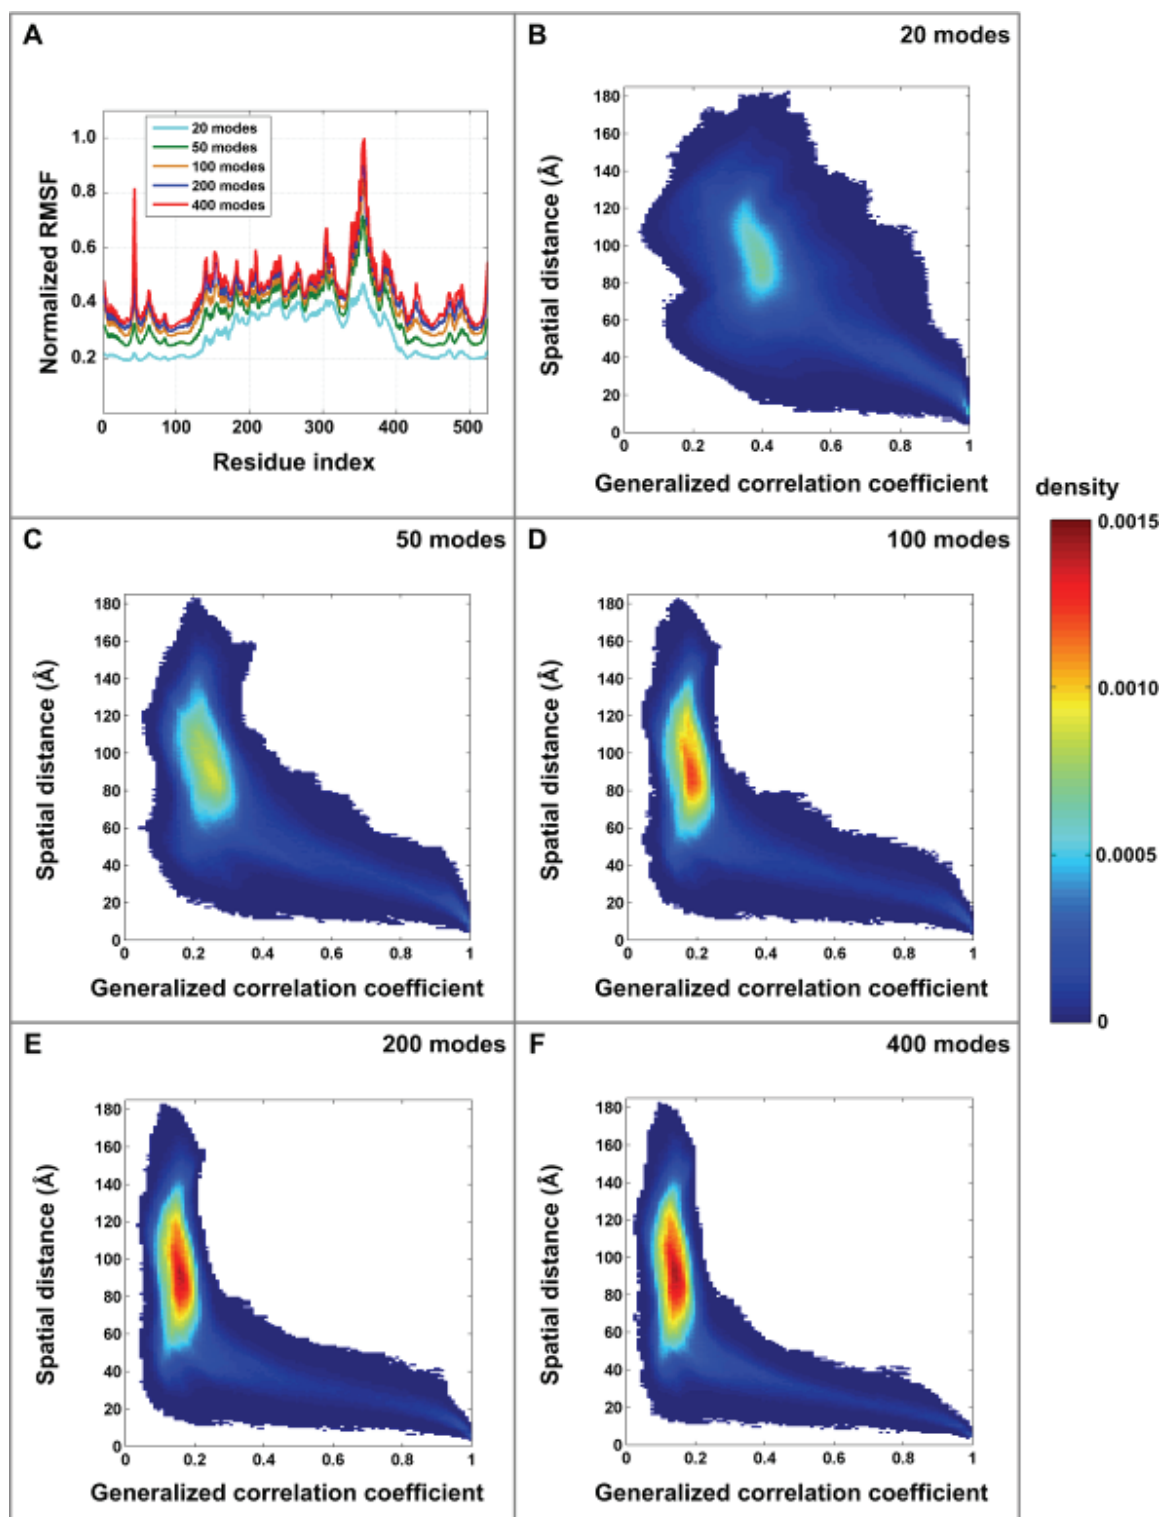 A
Normalized RMSF
1.0
0.8
0.6
0.4
0.2
20 modes
50 modes
100 modes
200 modes
400 modes
0 100 200 300 400 500
Residue index
B 20 modes
Spatial distance (Å)
180
160
140
120
100
80
60
40
20
0
0 0.2 0.4 0.6 0.8 1
Generalized correlation coefficient
density
0.0015
0.0010
0.0005
0
C 50 modes
Spatial distance (Å)
180
160
140
120
100
80
60
40
20
0
0 0.2 0.4 0.6 0.8 1
Generalized correlation coefficient
D 100 modes
Spatial distance (Å)
180
160
140
120
100
80
60
40
20
0
0 0.2 0.4 0.6 0.8 1
Generalized correlation coefficient
E 200 modes
Spatial distance (Å)
180
160
140
120
100
80
60
40
20
0
0 0.2 0.4 0.6 0.8 1
Generalized correlation coefficient
F 400 modes
Spatial distance (Å)
180
160
140
120
100
80
60
40
20
0
0 0.2 0.4 0.6 0.8 1
Generalized correlation coefficient